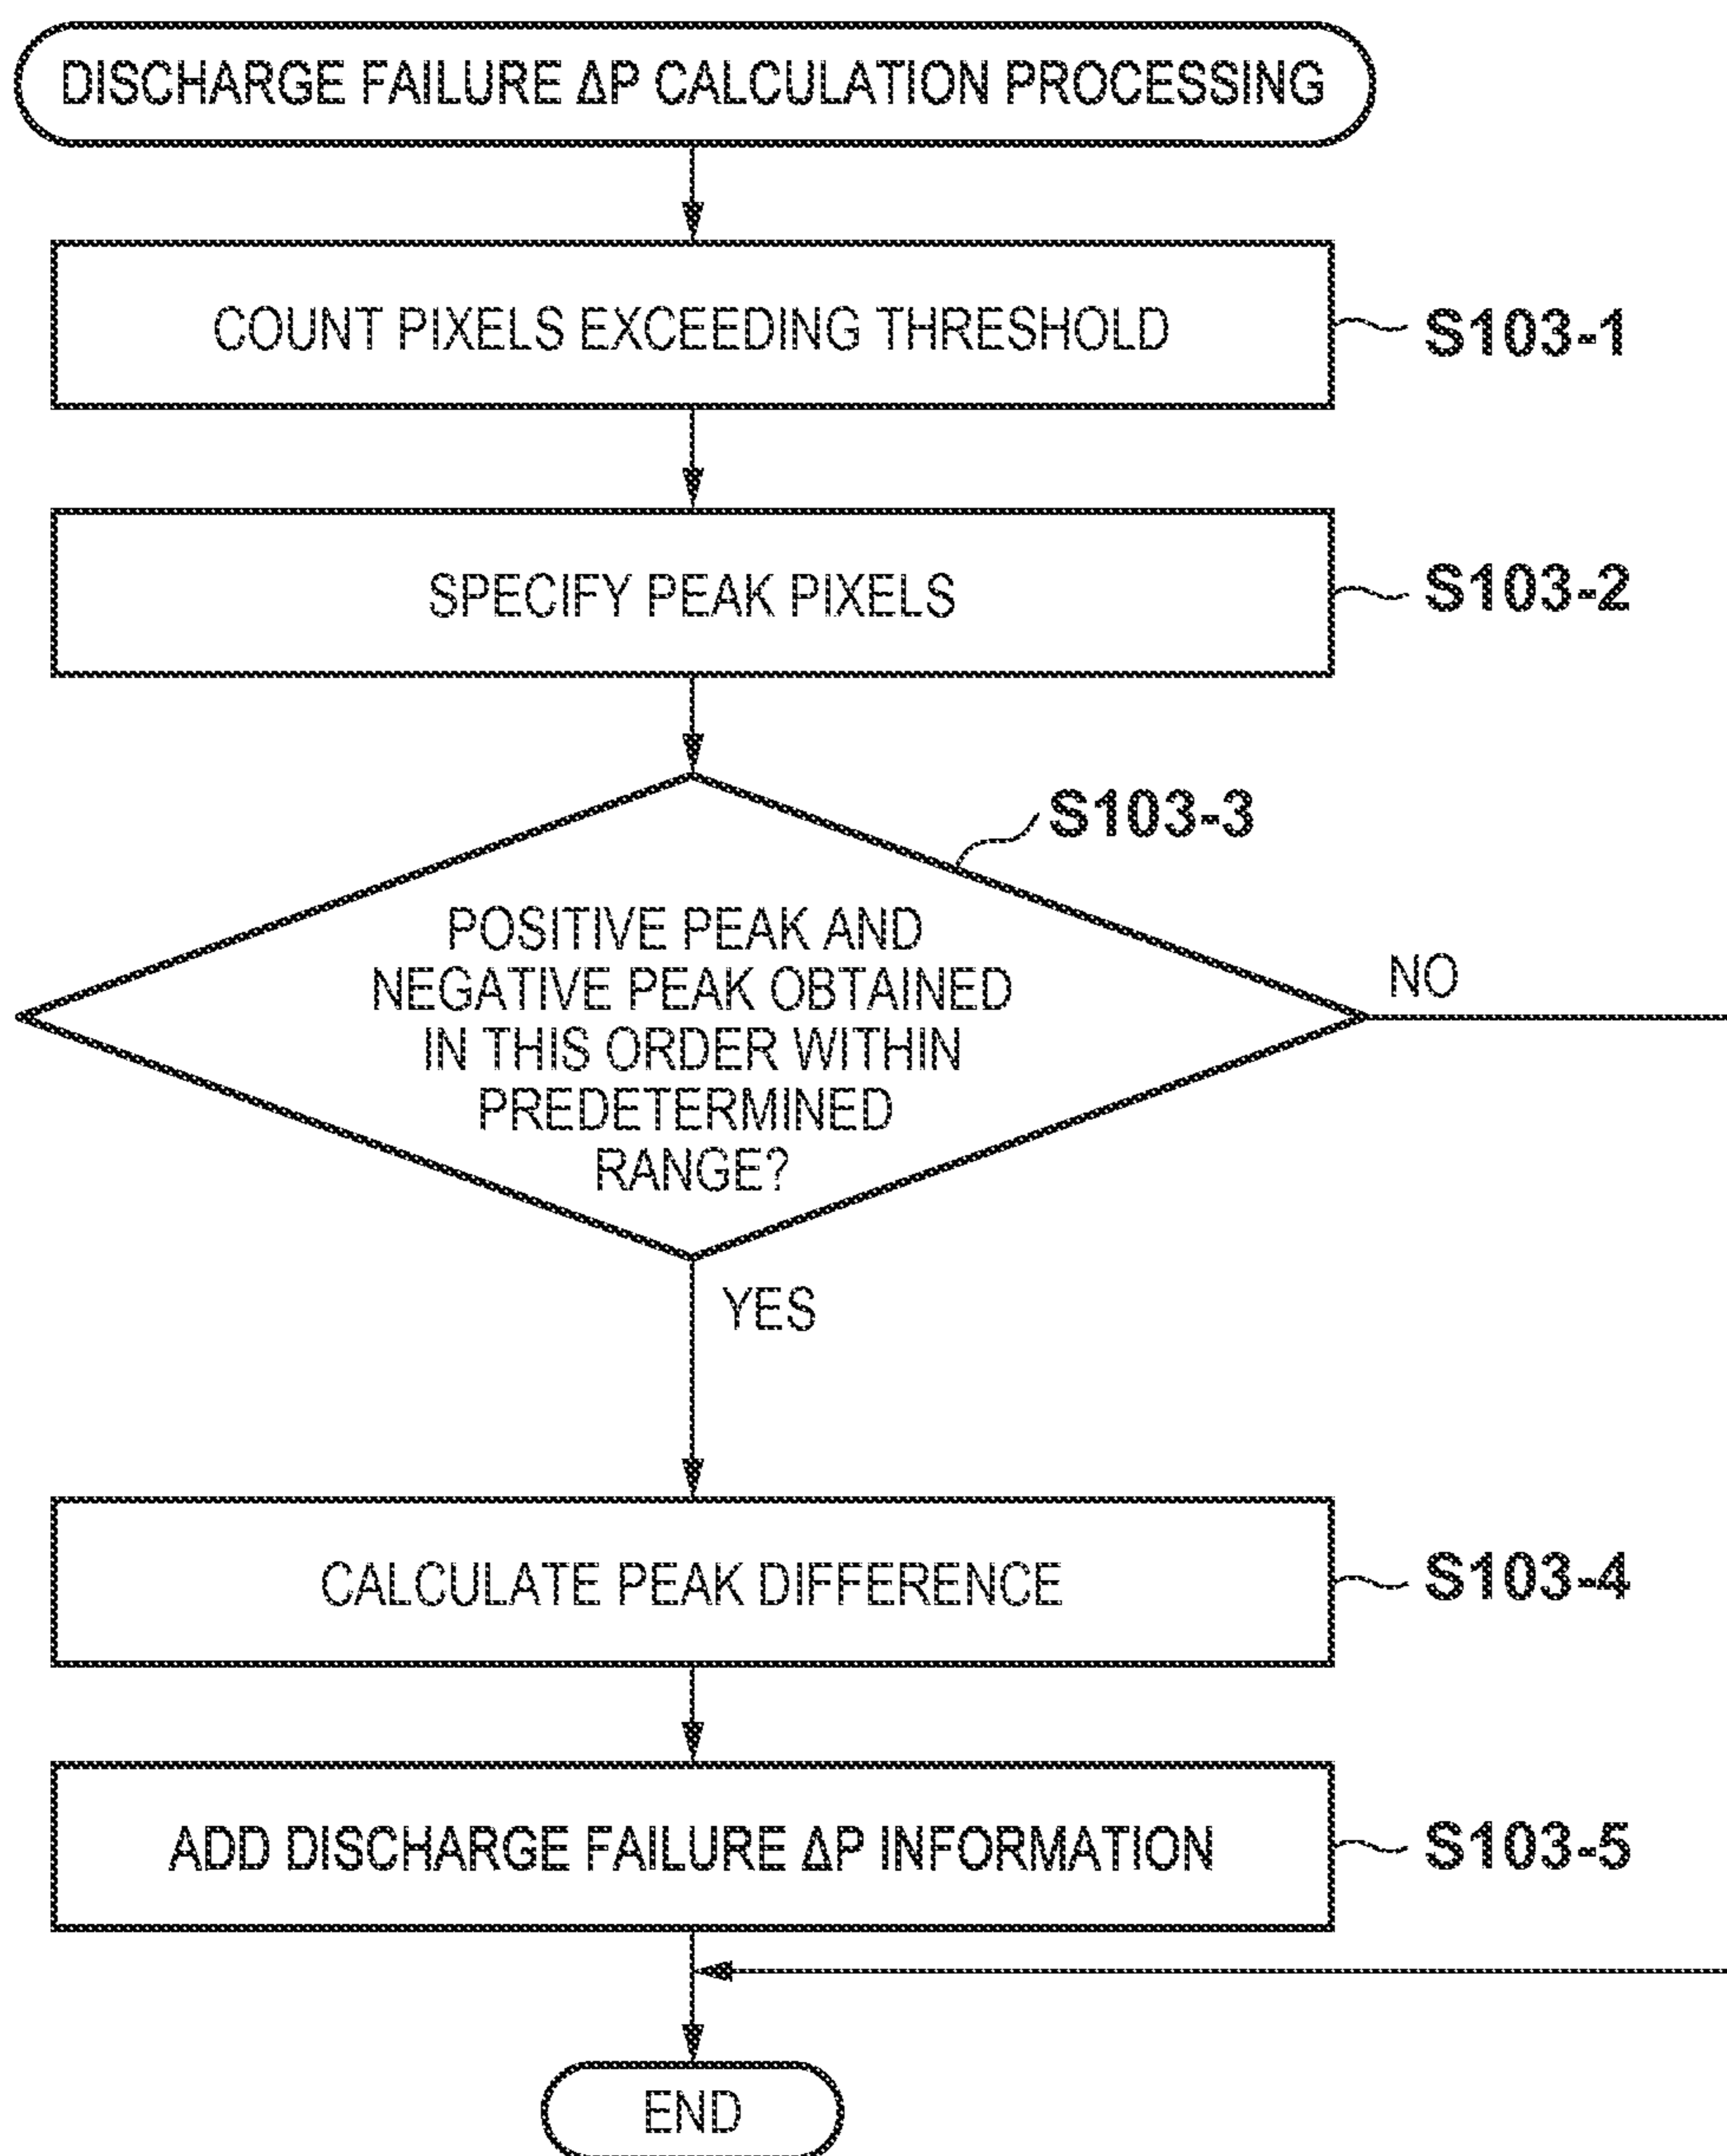 DISCHARGE FAILURE ΔP CALCULATION PROCESSING
COUNT PIXELS EXCEEDING THRESHOLD
S103-1
SPECIFY PEAK PIXELS
S103-2
S103-3
POSITIVE PEAK AND
NEGATIVE PEAK OBTAINED
IN THIS ORDER WITHIN
PREDETERMINED
RANGE?
NO
YES
CALCULATE PEAK DIFFERENCE
S103-4
ADD DISCHARGE FAILURE ΔP INFORMATION
S103-5
END